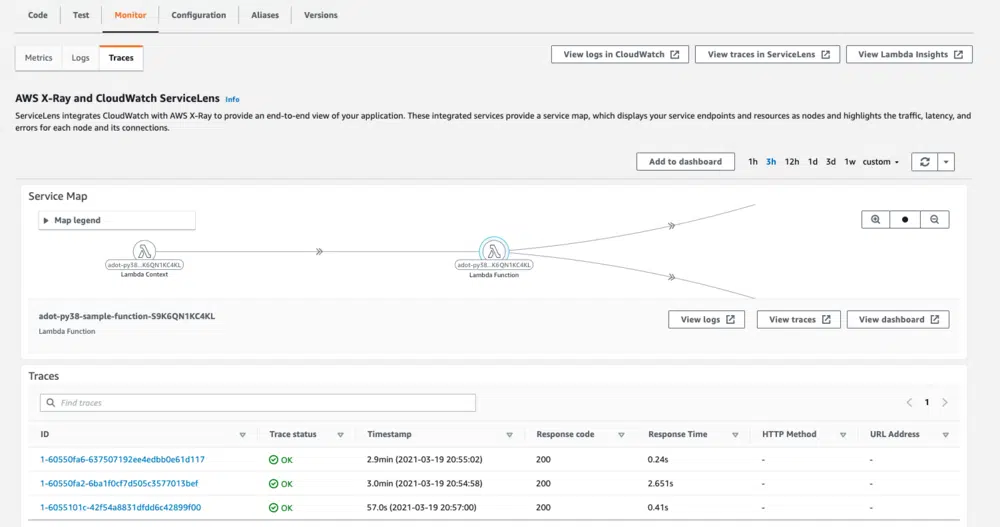 Code Test Monitor Configuration Aliases Versions
Metrics Logs Traces View logs in CloudWatch View traces in ServiceLens View Lambda Insights
AWS X-Ray and CloudWatch ServiceLens Info
ServiceLens integrates CloudWatch with AWS X-Ray to provide an end-to-end view of your application. These integrated services provide a service map, which displays your service endpoints and resources as nodes and highlights the traffic, latency, and
errors for each node and its connections.
Add to dashboard 1h 3h 12h 1d 3d 1w custom
Service Map
Map legend
adot-py38...K6QN1KC4KL adot-py38...K6QN1KC4KL
Lambda Context Lambda Function
adot-py38-sample-function-S9K6QN1KC4KL
Lambda Function
View logs View traces View dashboard
Traces
Find traces 1
ID Trace status Timestamp Response code Response Time HTTP Method URL Address
1-60550fa6-637507192ee4edbb0e61d117 OK 2.9min (2021-03-19 20:55:02) 200 0.24s - -
1-60550fa2-6ba1f0cf7d505c3577013bef OK 3.0min (2021-03-19 20:54:58) 200 2.651s - -
1-6055101c-42f54a8831dfdd6c42899f00 OK 57.0s (2021-03-19 20:57:00) 200 0.41s - -